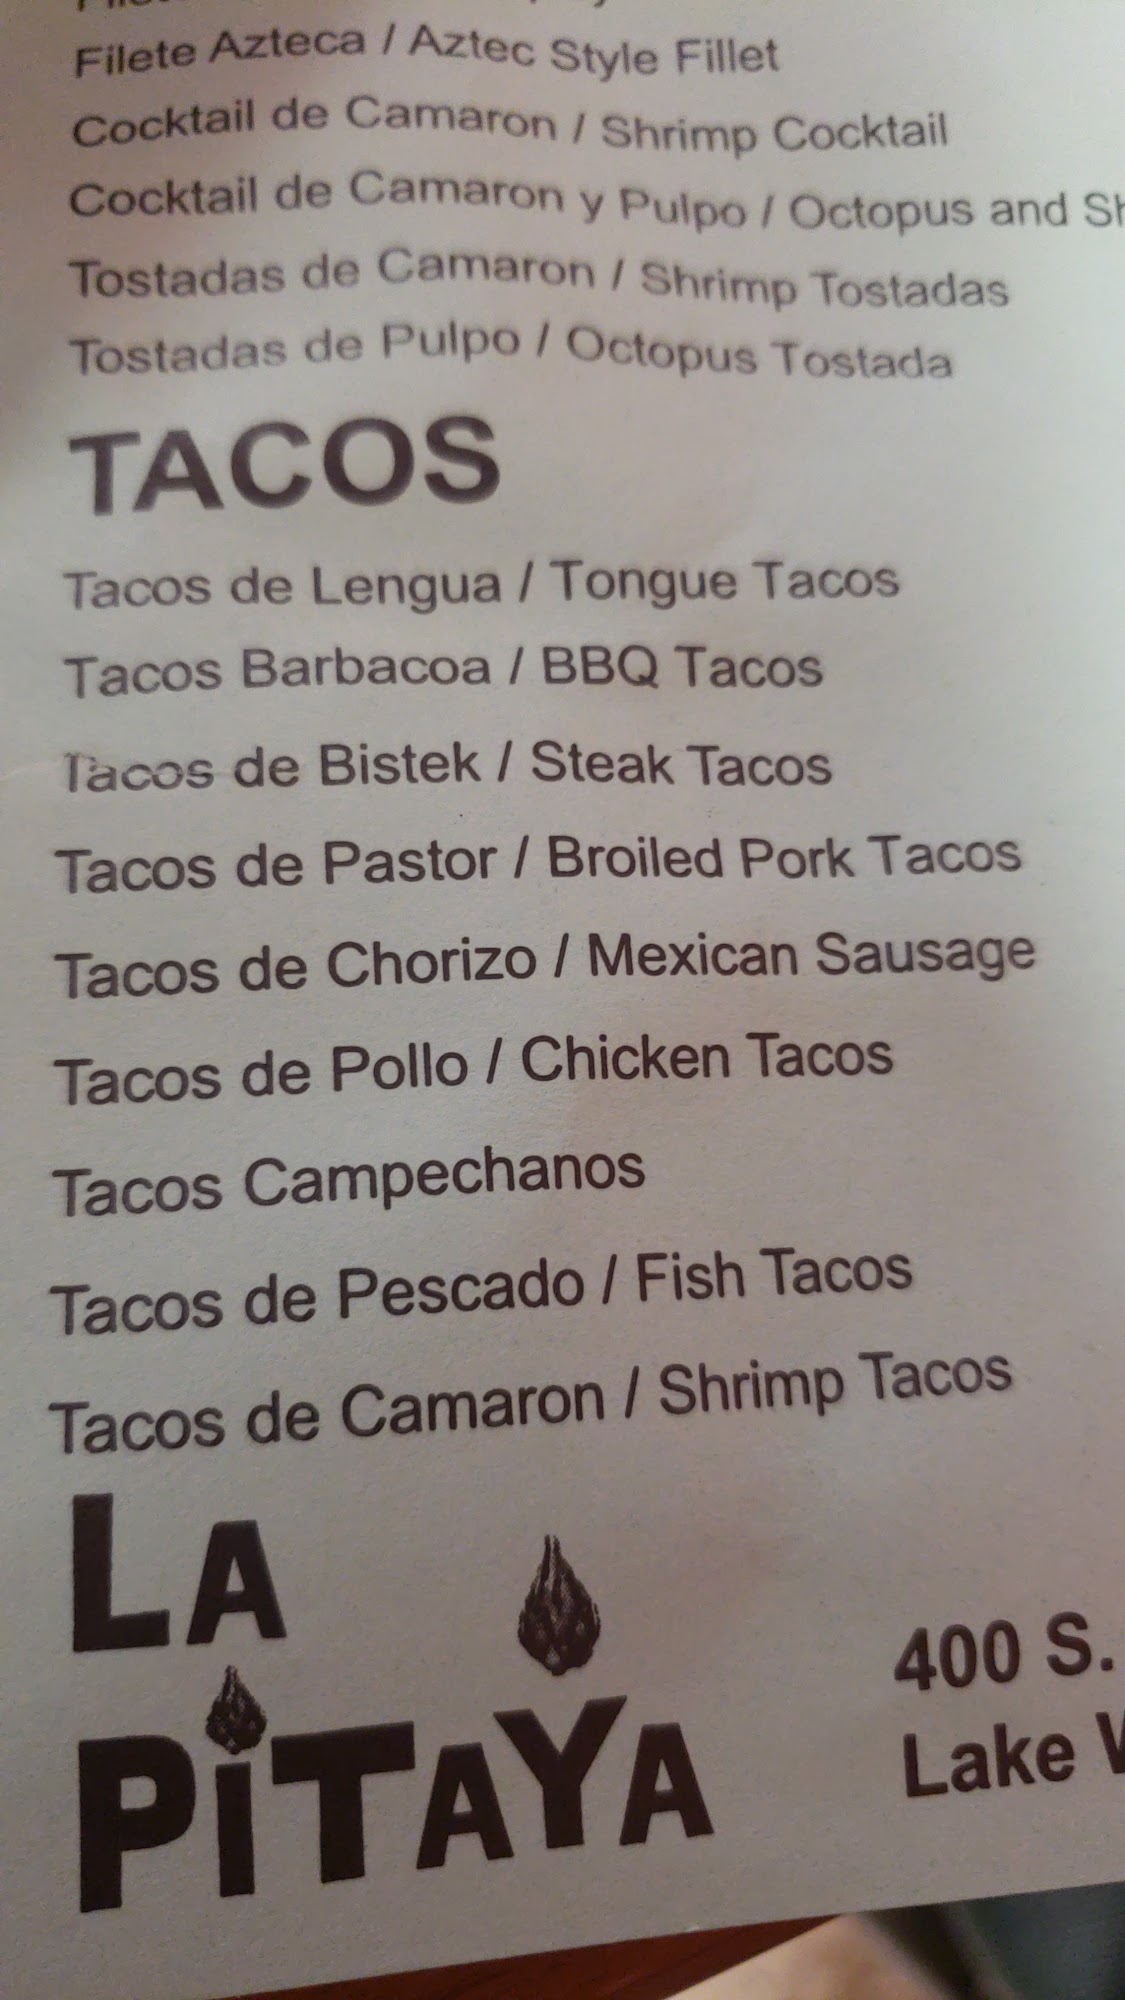 Filete Azteca / Aztec Style Fillet
Cocktail de Camaron / Shrimp Cocktail
Cocktail de Camaron y Pulpo / Octopus and
Tostadas de Camaron / Shrimp Tostadas
Tostadas de Pulpo / Octopus Tostada
TACOS
Tacos de Lengua / Tongue Tacos
Tacos Barbacoa / BBQ Tacos
Tacos de Bistek / Steak Tacos
Tacos de Pastor / Broiled Pork Tacos
Tacos de Chorizo / Mexican Sausage
Tacos de Pollo / Chicken Tacos
Tacos Campechanos
Tacos de Pescado / Fish Tacos
Tacos de Camaron / Shrimp Tacos
LA
PiTAYA
400 S.
Lake